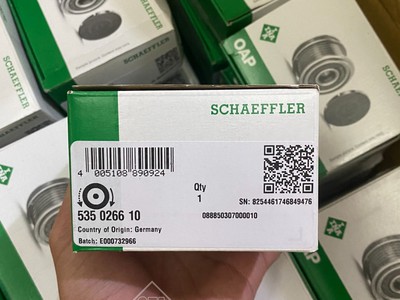 SCHAEFFLER
OAP
OAP
SCHAEFFLER
4 005108 890924
Qty
1
SN: 8254461746849476
535 0266 10
088850307000010
Country of Origin: Germany
Batch: E000732966
OAP